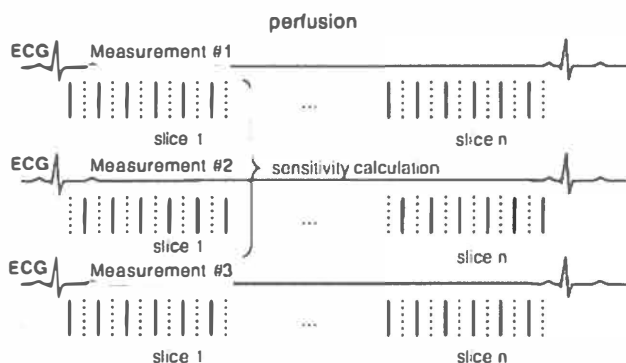 perfusion
ECG Measurement #1
...
slice 1 slice n
ECG Measurement #2
sensitivity calculation
...
slice 1 slice n
ECG Measurement #3
...
slice 1 slice n